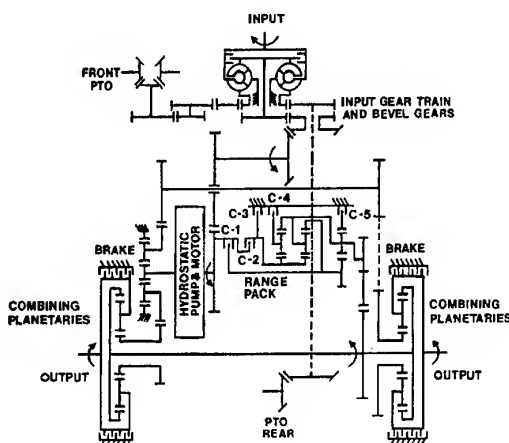 INPUT
FRONT
PTO
INPUT GEAR TRAIN
AND BEVEL GEARS
C-4
C-3
C-5
C-1
C-2
BRAKE
BRAKE
HYDROSTATIC
PUMP & MOTOR
RANGE
PACK
COMBINING
PLANETARIES
COMBINING
PLANETARIES
OUTPUT
OUTPUT
PTO
REAR